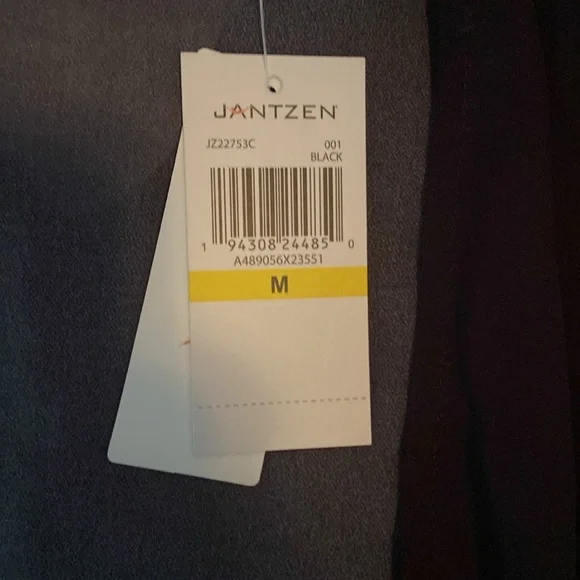 JANTZEN
JZ22753C 001
BLACK
1 94308 24485 0
A489056X23551
M